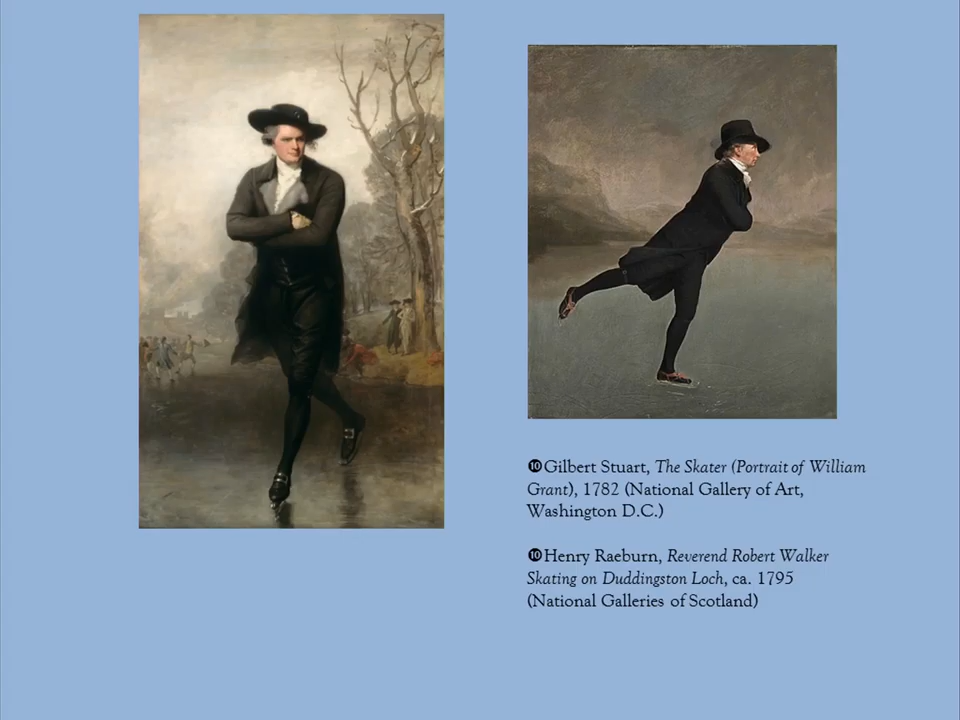 ❿Gilbert Stuart, The Skater (Portrait of William
Grant), 1782 (National Gallery of Art,
Washington D.C.)
❿Henry Raeburn, Reverend Robert Walker
Skating on Duddingston Loch, ca. 1795
(National Galleries of Scotland)